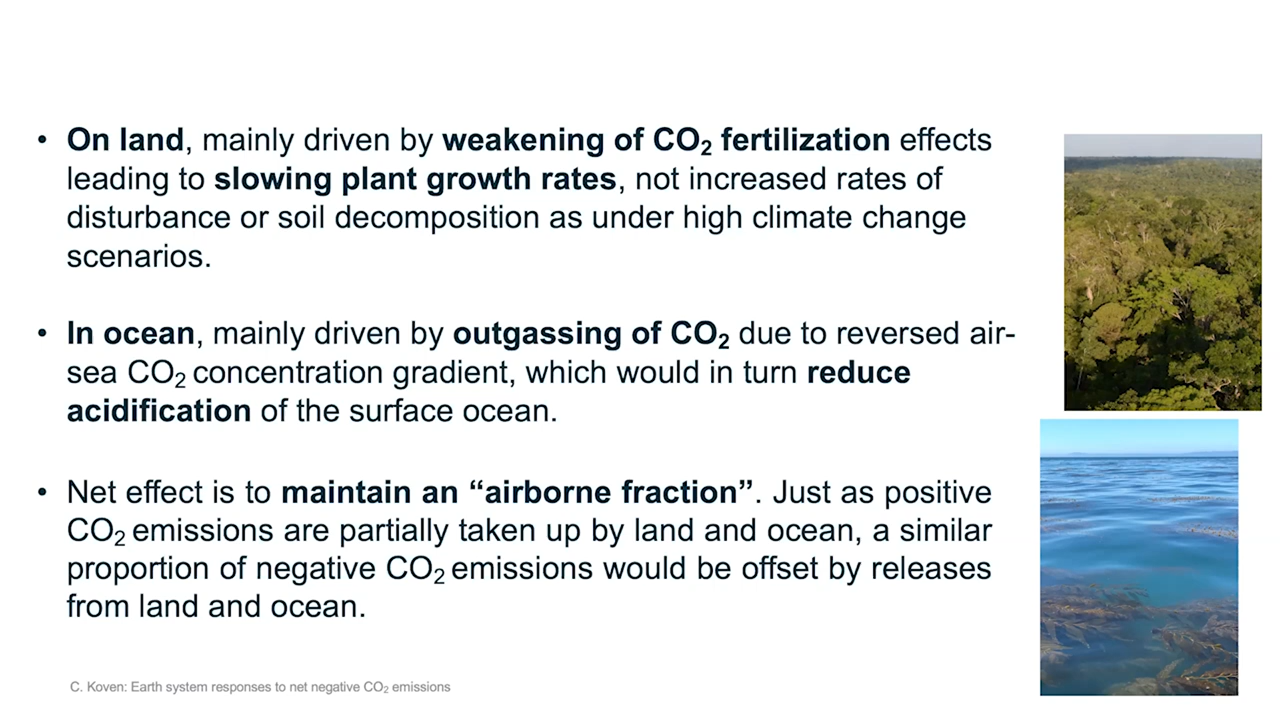 • On land, mainly driven by weakening of CO₂ fertilization effects
leading to slowing plant growth rates, not increased rates of
disturbance or soil decomposition as under high climate change
scenarios.
• In ocean, mainly driven by outgassing of CO₂ due to reversed air-
sea CO₂ concentration gradient, which would in turn reduce
acidification of the surface ocean.
• Net effect is to maintain an “airborne fraction”. Just as positive
CO₂ emissions are partially taken up by land and ocean, a similar
proportion of negative CO₂ emissions would be offset by releases
from land and ocean.
C. Koven: Earth system responses to net negative CO₂ emissions